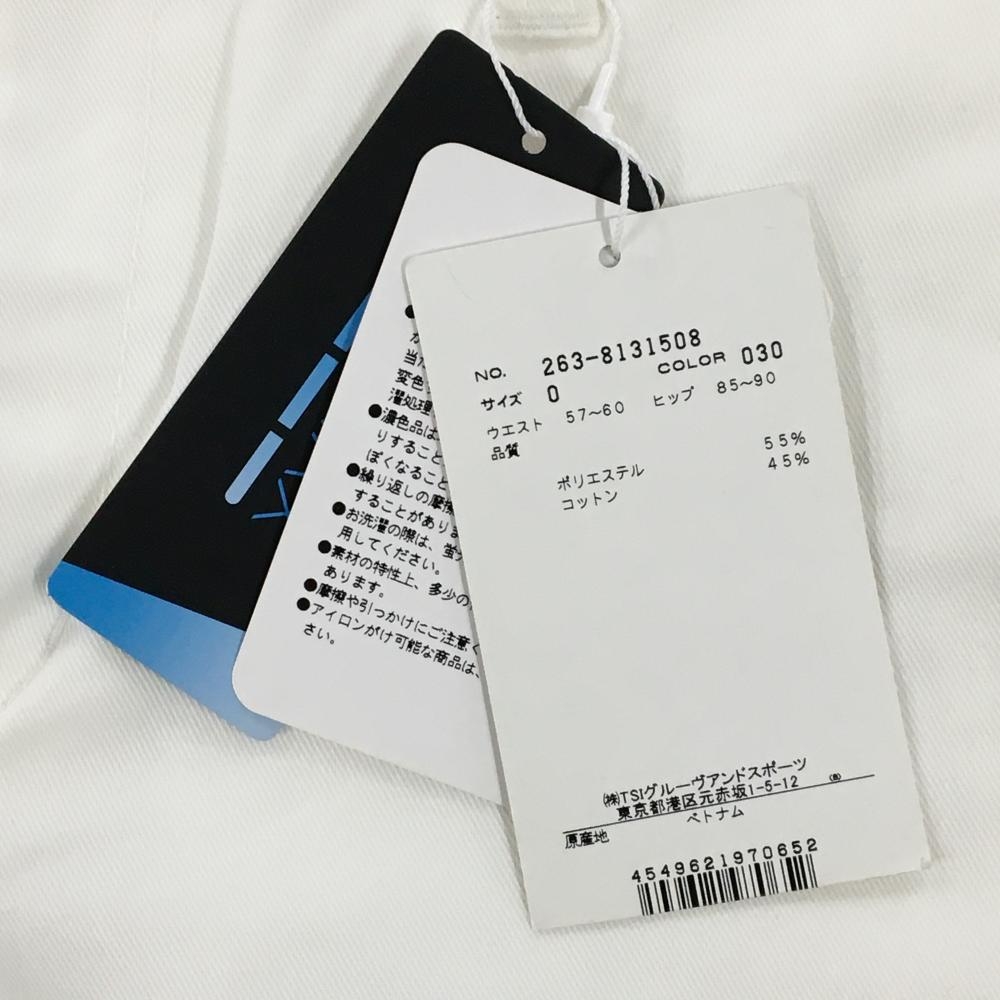 NO. 263-8131508
COLOR 030
サイズ 0
ウエスト 57~60 ヒップ 85~90
品質
ポリエステル 55%
コットン 45%
㈱TSIグルーヴアンドスポーツ
東京都港区元赤坂1-5-12
原産地 ベトナム
4549621970652
当
変色
濯処理
●濃色品は
りすること
ぽくなること
●繰り返しの摩擦
することがありま
●お洗濯の際は、蛍
用してください。
●素材の特性上、多少の
あります。
●摩擦や引っかけにご注意く
●アイロンがけ可能な商品は、
さい。